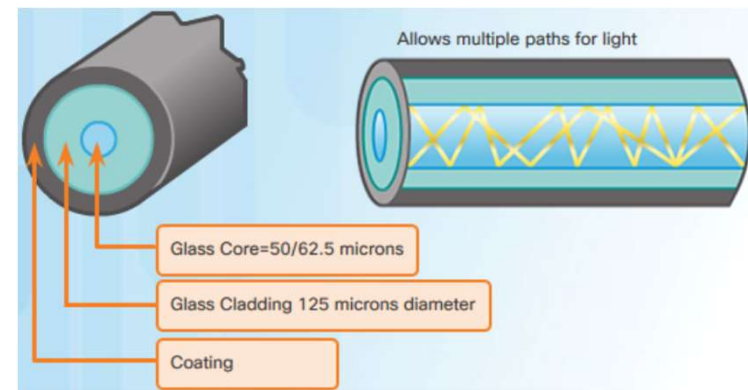 Allows multiple paths for light
Glass Core=50/62.5 microns
Glass Cladding 125 microns diameter
Coating